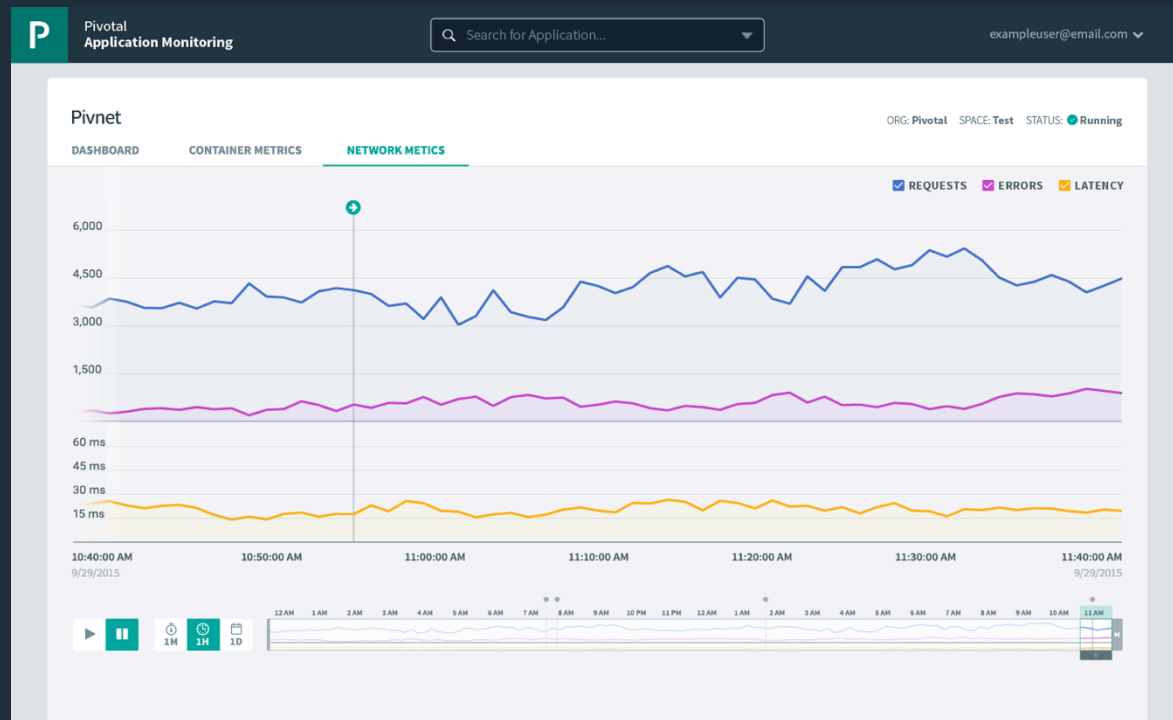 P
Pivotal
Application Monitoring
Search for Application...
exampleuser@email.com
Pivnet
ORG: Pivotal SPACE: Test STATUS: Running
DASHBOARD CONTAINER METRICS NETWORK METICS
REQUESTS ERRORS LATENCY
6,000
4,500
3,000
1,500
60 ms
45 ms
30 ms
15 ms
10:40:00 AM 10:50:00 AM 11:00:00 AM 11:10:00 AM 11:20:00 AM 11:30:00 AM 11:40:00 AM
9/29/2015 9/29/2015
12 AM 1 AM 2 AM 3 AM 4 AM 5 AM 6 AM 7 AM 8 AM 9 AM 10 PM 11 PM 12 AM 1 AM 2 AM 3 AM 4 AM 5 AM 6 AM 7 AM 8 AM 9 AM 10 AM 11 AM
1M 1H 1D